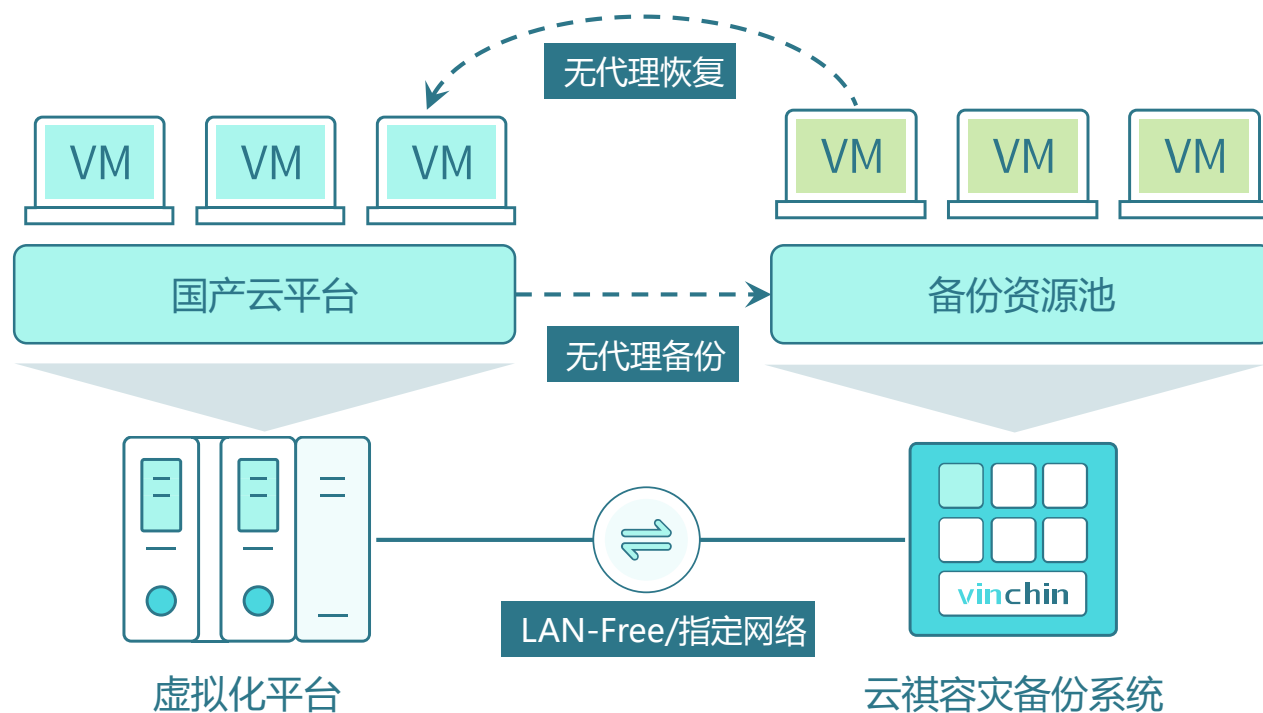 无代理恢复
VM
VM
VM
VM
VM
VM
国产云平台
备份资源池
无代理备份
vinchin
LAN-Free/指定网络
虚拟化平台
云祺容灾备份系统